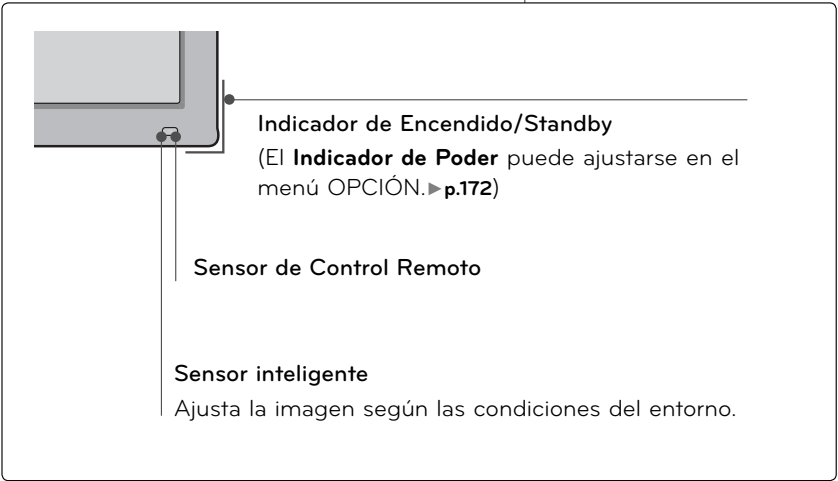 Indicador de Encendido/Standby
(El Indicador de Poder puede ajustarse en el
menú OPCIÓN.►p.172)
Sensor de Control Remoto
Sensor inteligente
Ajusta la imagen según las condiciones del entorno.